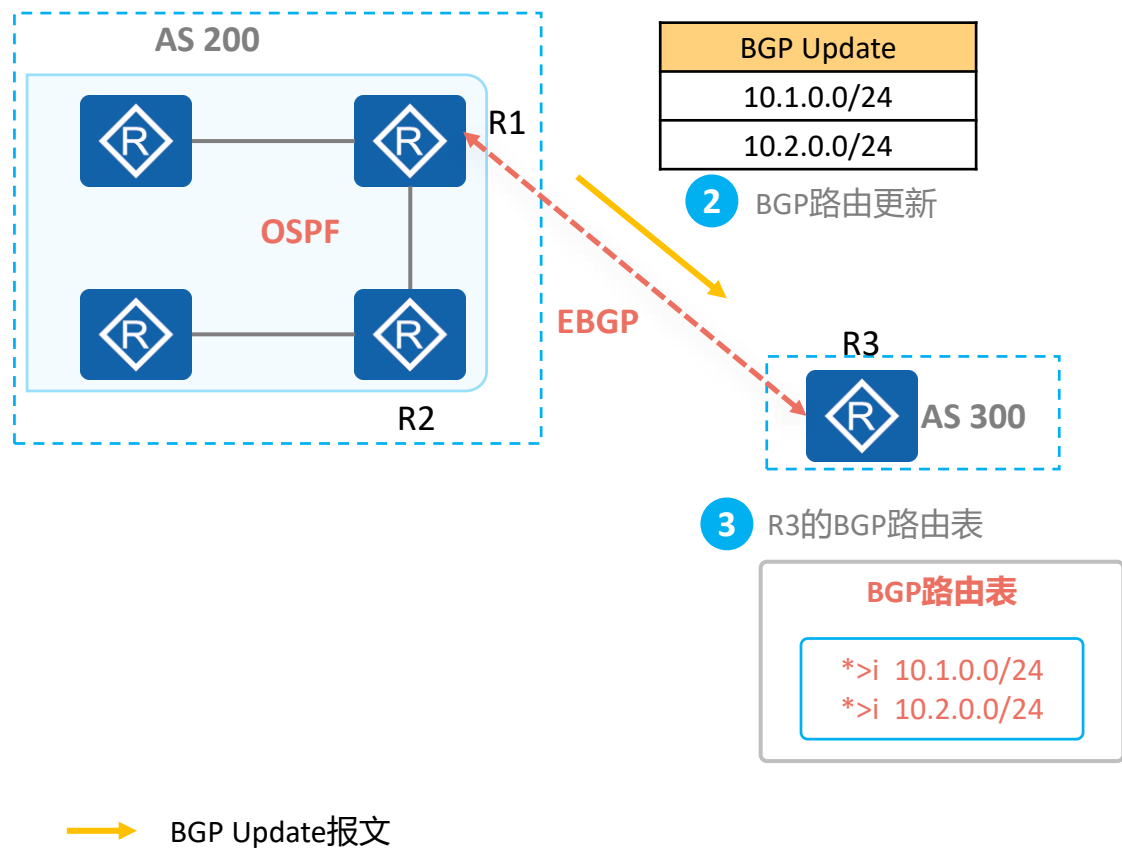 AS 200
BGP Update
10.1.0.0/24
10.2.0.0/24
R
R
R1
2 BGP路由更新
OSPF
EBGP
R
R
R2
R3
R
AS 300
3 R3的BGP路由表
BGP路由表
*>i 10.1.0.0/24
*>i 10.2.0.0/24
BGP Update报文